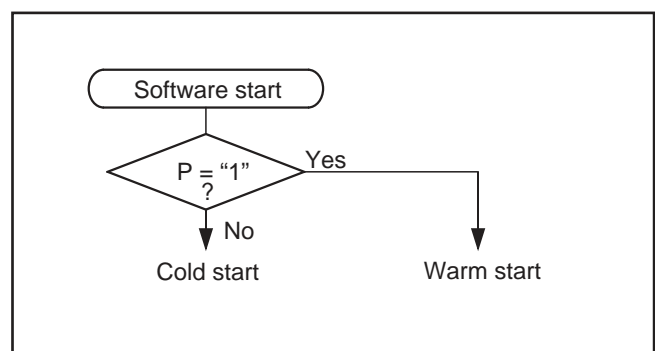 Software start
P = “1”
?
Yes
No
Cold start
Warm start